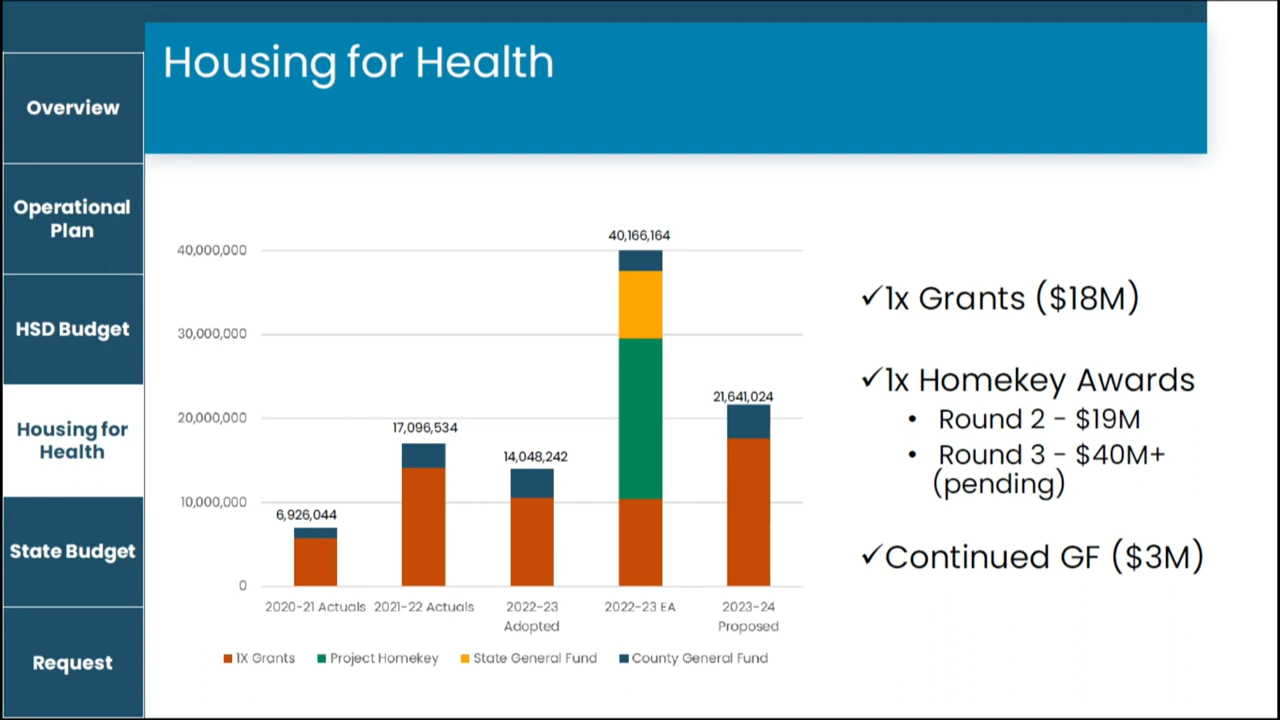 Housing for Health
Overview
Operational
Plan
HSD Budget
Housing for
Health
State Budget
Request
40,000,000
30,000,000
20,000,000
10,000,000
0
6,926,044
17,096,534
14,048,242
40,166,164
21,641,024
2020-21 Actuals
2021-22 Actuals
2022-23
Adopted
2022-23 EA
2023-24
Proposed
1X Grants
Project Homekey
State General Fund
County General Fund
✓1x Grants ($18M)
✓1x Homekey Awards
• Round 2 - $19M
• Round 3 - $40M+
(pending)
✓Continued GF ($3M)